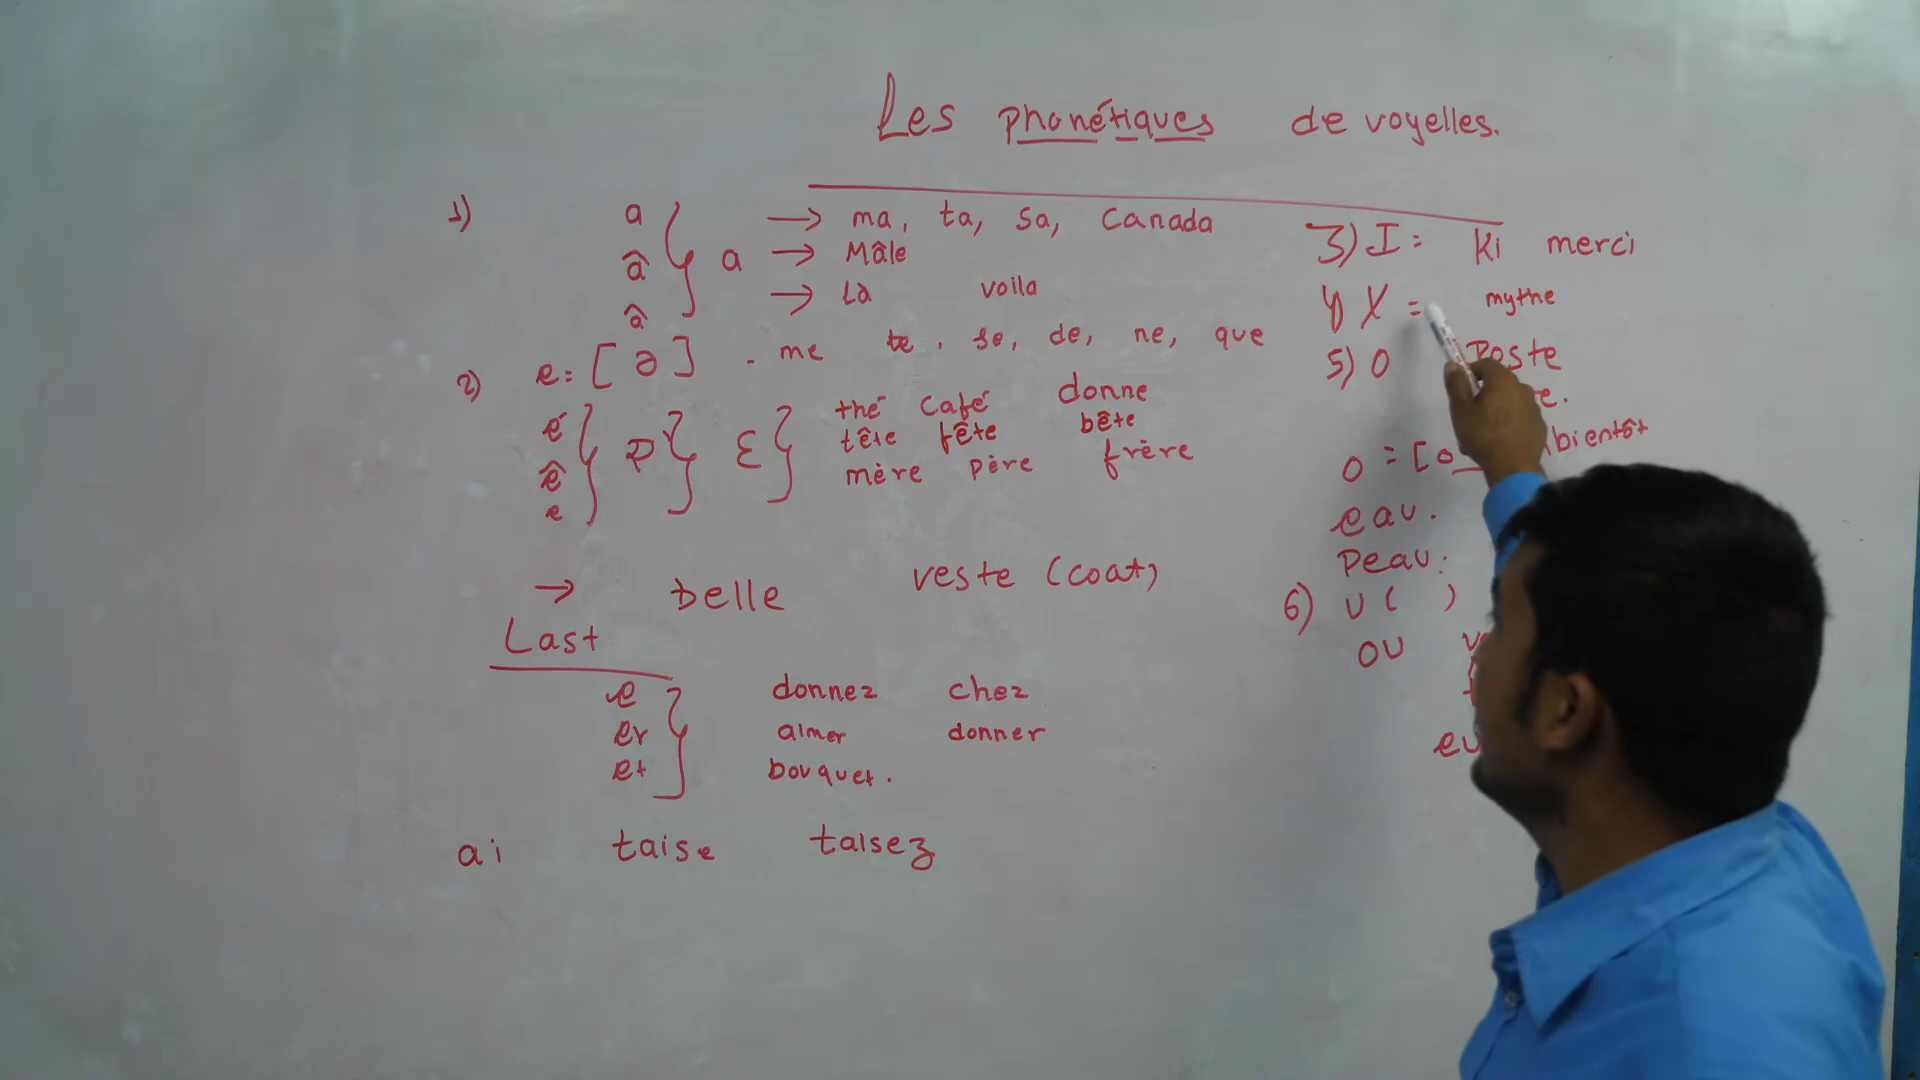 Les phonétiques de voyelles.
1) a
â } a → ma, ta, sa, Canada
→ Mâle
â → Là voila
2) e = [ə] - me te, se, de, ne, que
é thé café donne
ê } P } ε } tête fête bête
e mère père frère
→ belle veste (coat)
Last
e donnez chez
er aimer donner
et bouquet.
ai taise taisez
3) I = Ki merci
4) Y = mythe
5) O Poste
o = [o bientôt
eau.
Peau:
6) U ( )
OU
eu